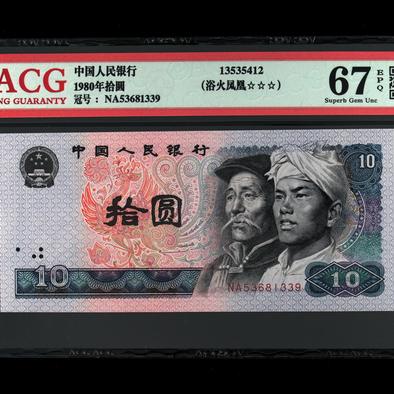 ACG
NG GUARANTY
中国人民银行
1980年拾圆
冠号: NA53681339
13535412
(浴火凤凰☆☆☆)
67 EPQ
Superb Gem Unc
中国人民银行
10
拾圆
10
10
NA53681339